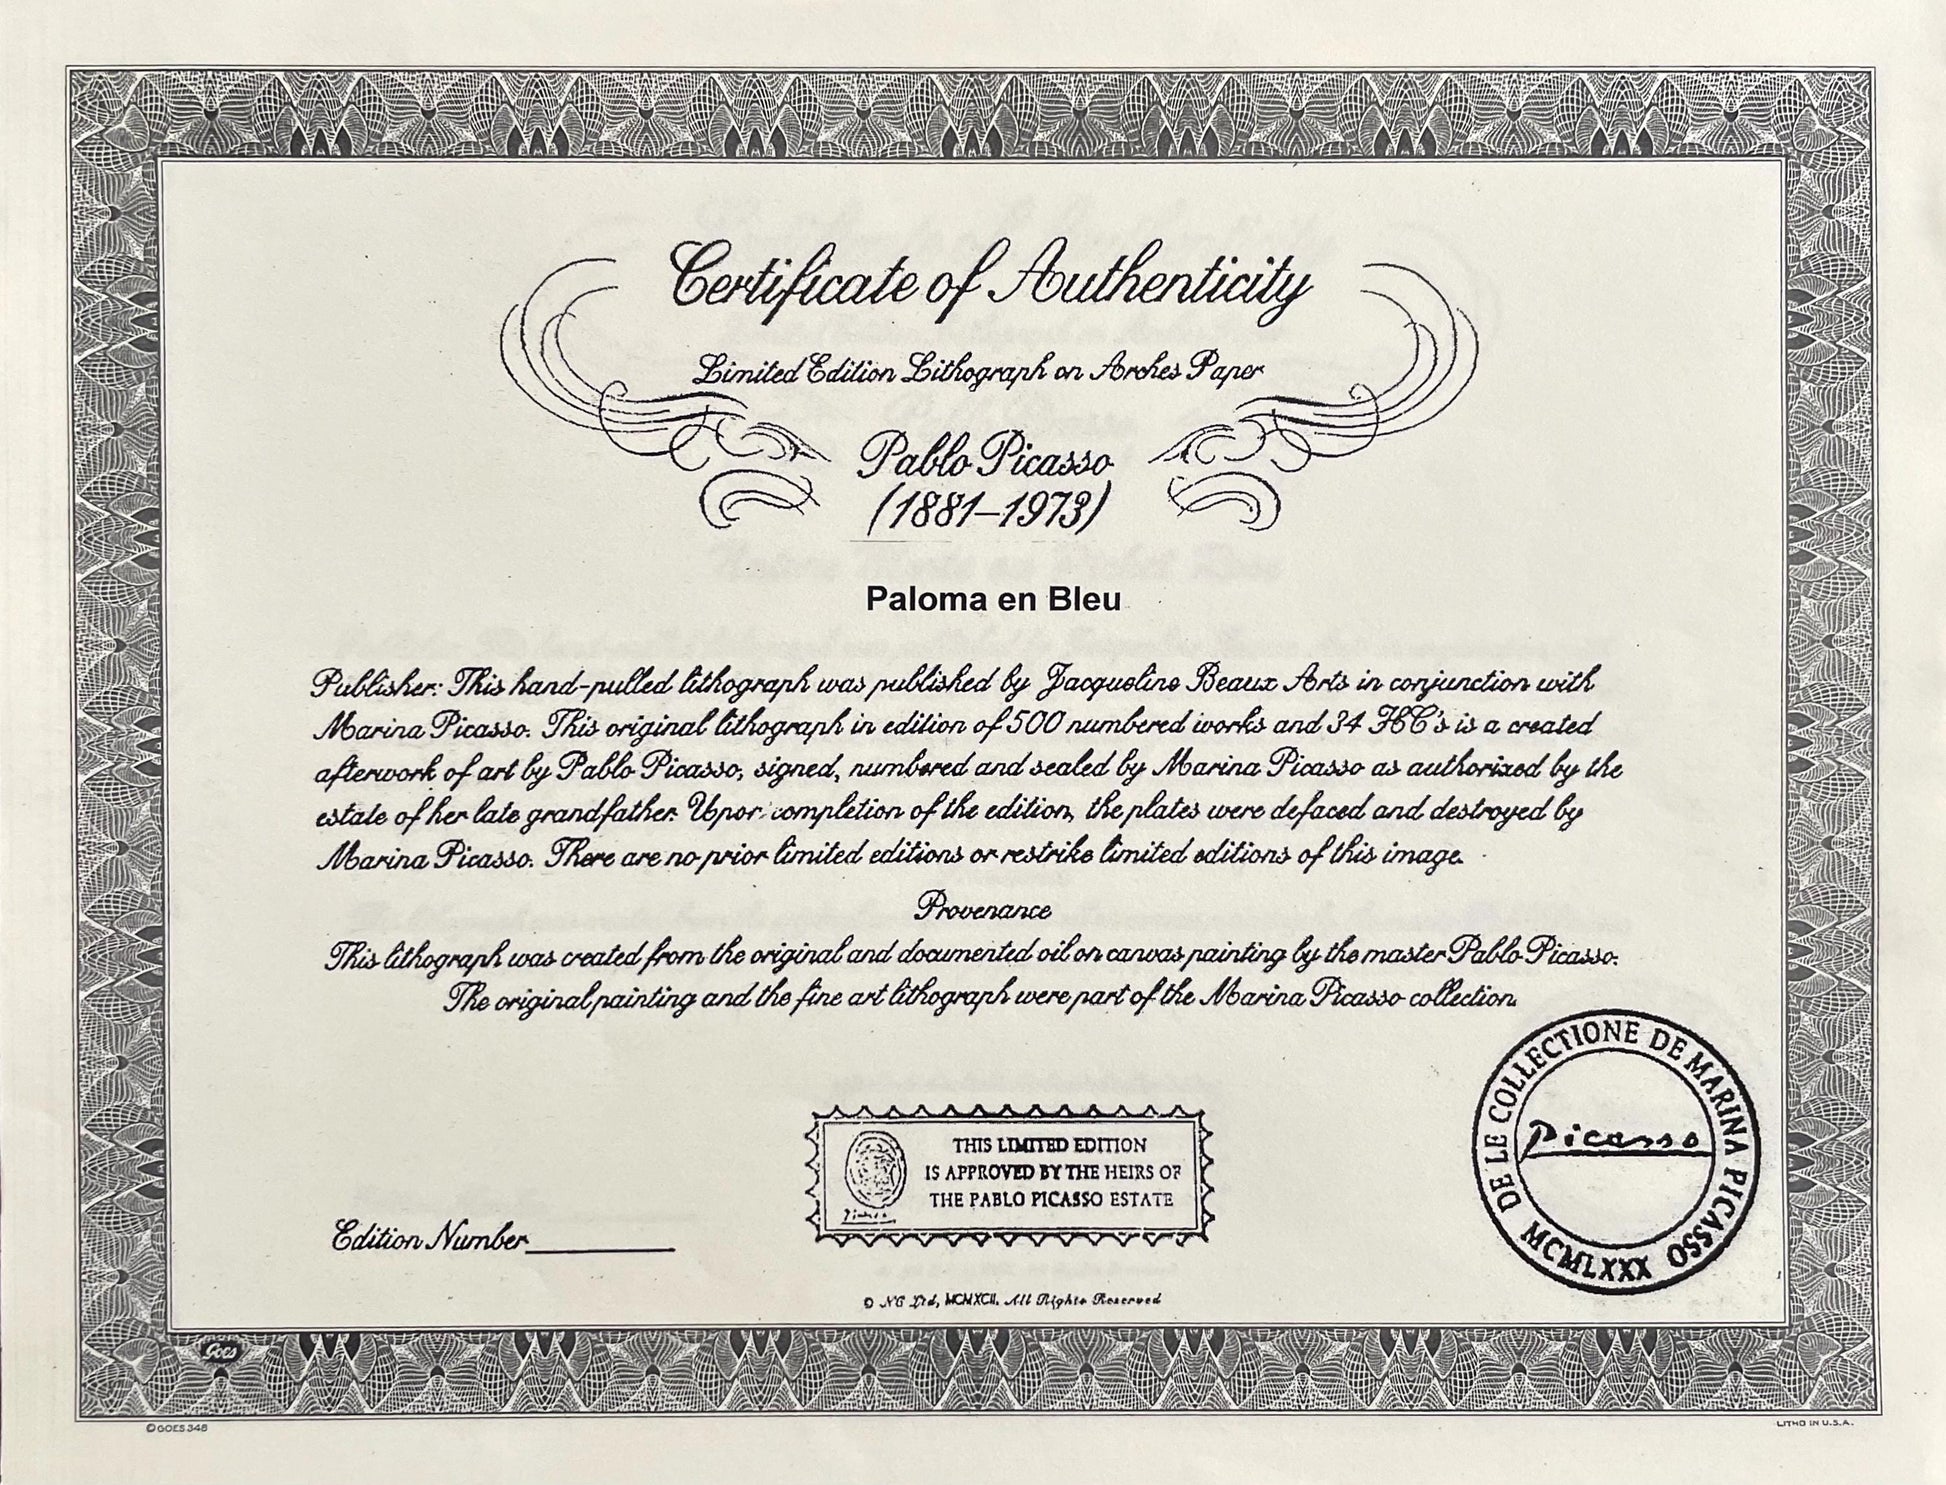 Certificate of Authenticity
Limited Edition Lithograph on Arches Paper
Pablo Picasso
(1881–1973)
Paloma en Bleu
Publisher: This hand-pulled lithograph was published by Jacqueline Beaux Arts in conjunction with
Marina Picasso. This original lithograph in edition of 500 numbered works and 34 HC's is a created
afterwork of art by Pablo Picasso, signed, numbered and sealed by Marina Picasso as authorized by the
estate of her late grandfather. Upon completion of the edition, the plates were defaced and destroyed by
Marina Picasso. There are no prior limited editions or restrike limited editions of this image.
Provenance
This lithograph was created from the original and documented oil on canvas painting by the master Pablo Picasso.
The original painting and the fine art lithograph were part of the Marina Picasso collection.
DE LE COLLECTIONE DE MARINA PICASSO
Picasso
MCMLXXX
THIS LIMITED EDITION
IS APPROVED BY THE HEIRS OF
THE PABLO PICASSO ESTATE
Picasso
Edition Number
© NG Ltd, MCMXCII. All Rights Reserved
Goes
© GOES 348
LITHO IN U.S.A.